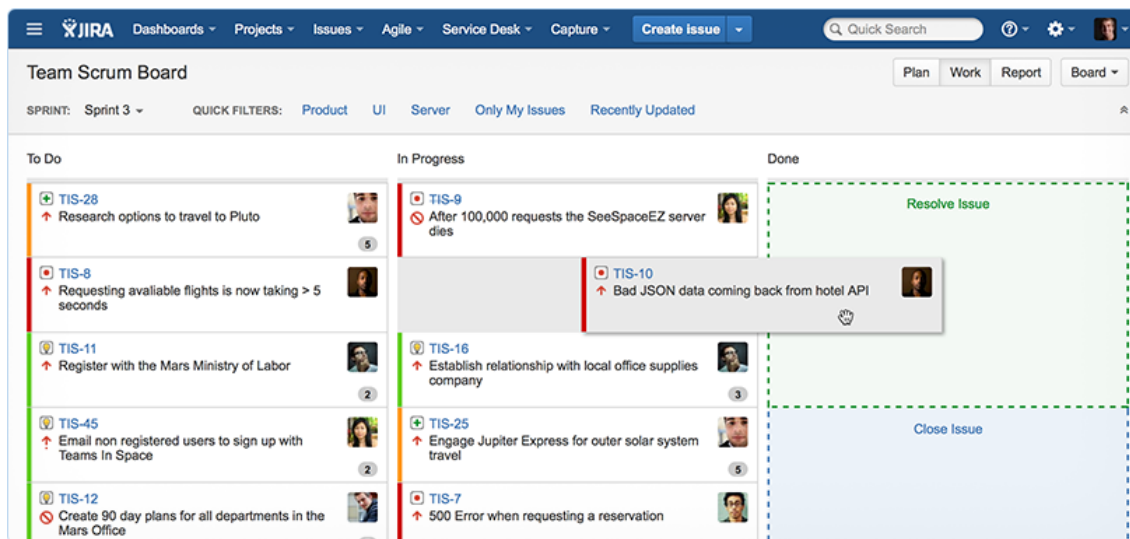 JIRA Dashboards Projects Issues Agile Service Desk Capture Create issue Quick Search
Team Scrum Board Plan Work Report Board
SPRINT: Sprint 3 QUICK FILTERS: Product UI Server Only My Issues Recently Updated
To Do
TIS-28
Research options to travel to Pluto
5
TIS-8
Requesting avaliable flights is now taking > 5
seconds
TIS-11
Register with the Mars Ministry of Labor
2
TIS-45
Email non registered users to sign up with
Teams In Space
2
TIS-12
Create 90 day plans for all departments in the
Mars Office
In Progress
TIS-9
After 100,000 requests the SeeSpaceEZ server
dies
TIS-10
Bad JSON data coming back from hotel API
TIS-16
Establish relationship with local office supplies
company
3
TIS-25
Engage Jupiter Express for outer solar system
travel
5
TIS-7
500 Error when requesting a reservation
Done
Resolve Issue
Close Issue